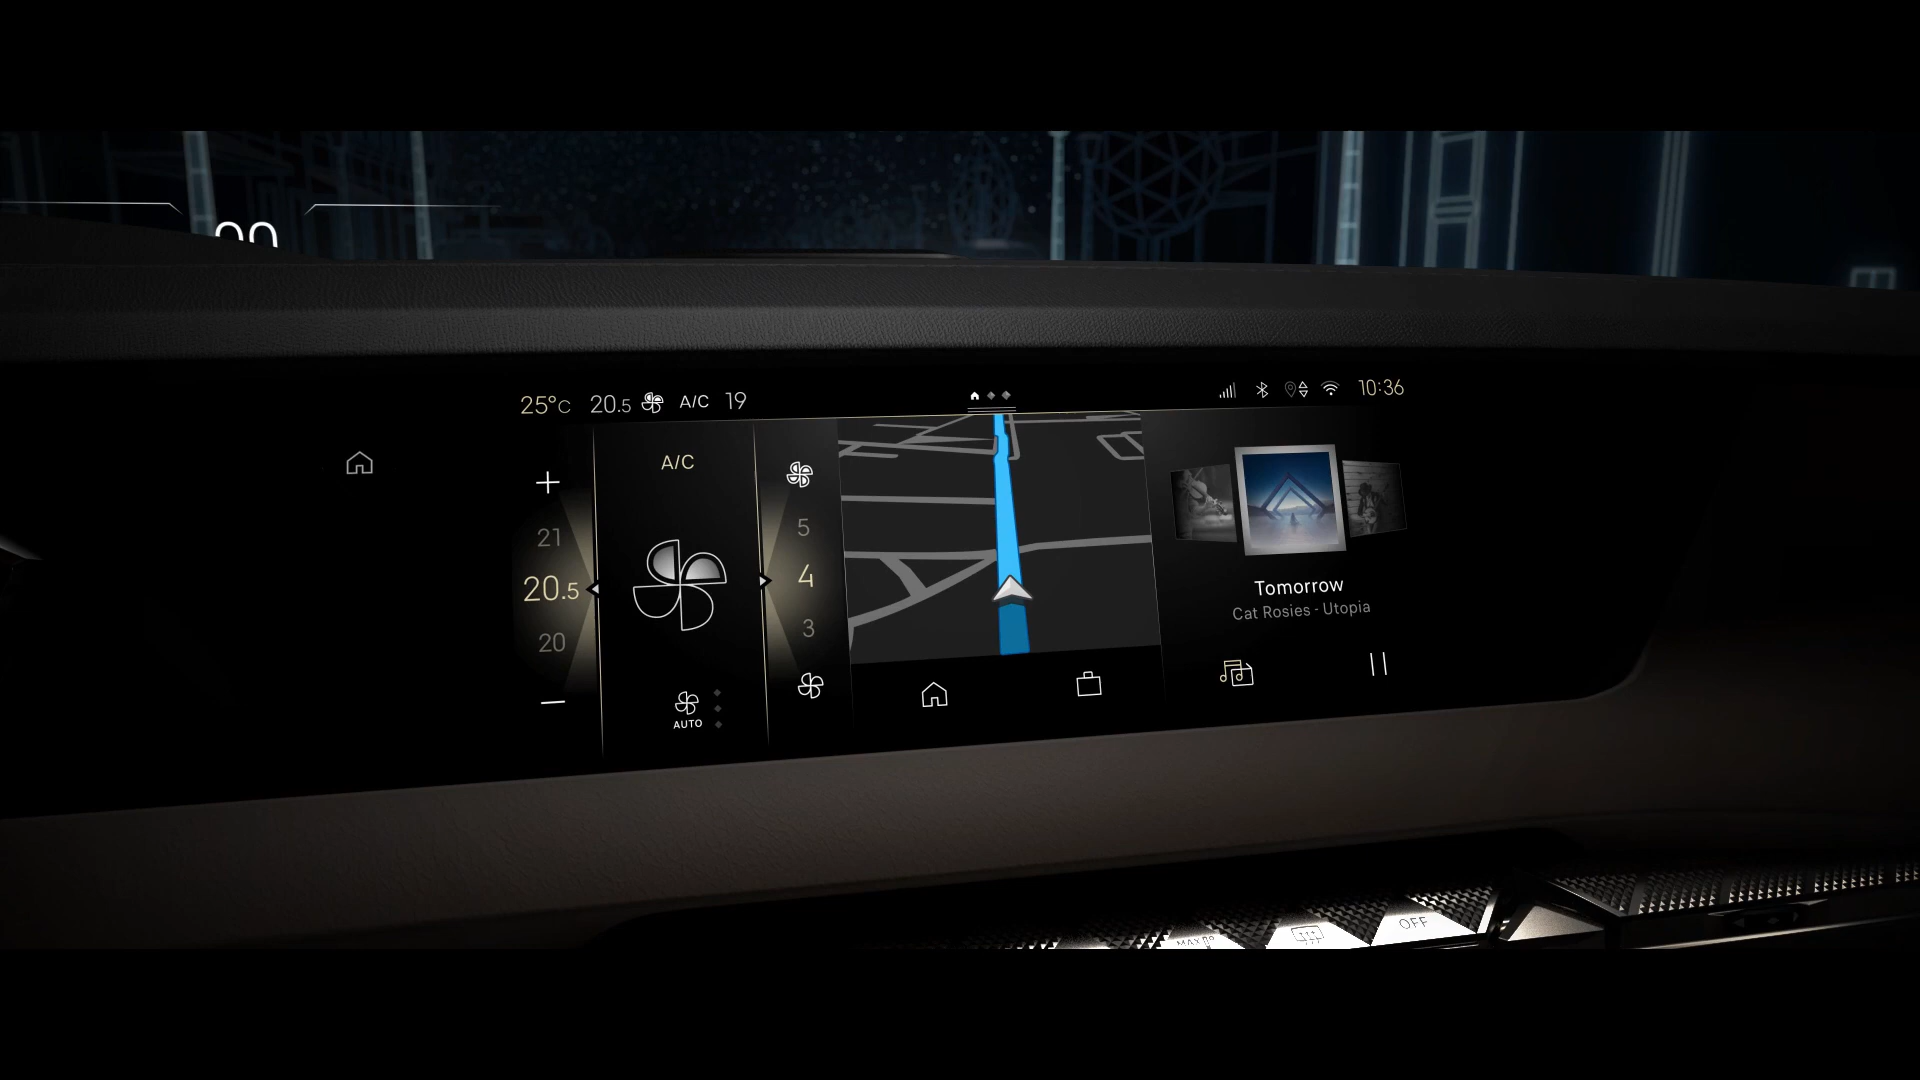 25°C 20.5 A/C 19
10:36
+
21
20.5
20
−
A/C
AUTO
5
4
3
Tomorrow
Cat Rosies - Utopia
MAX
OFF